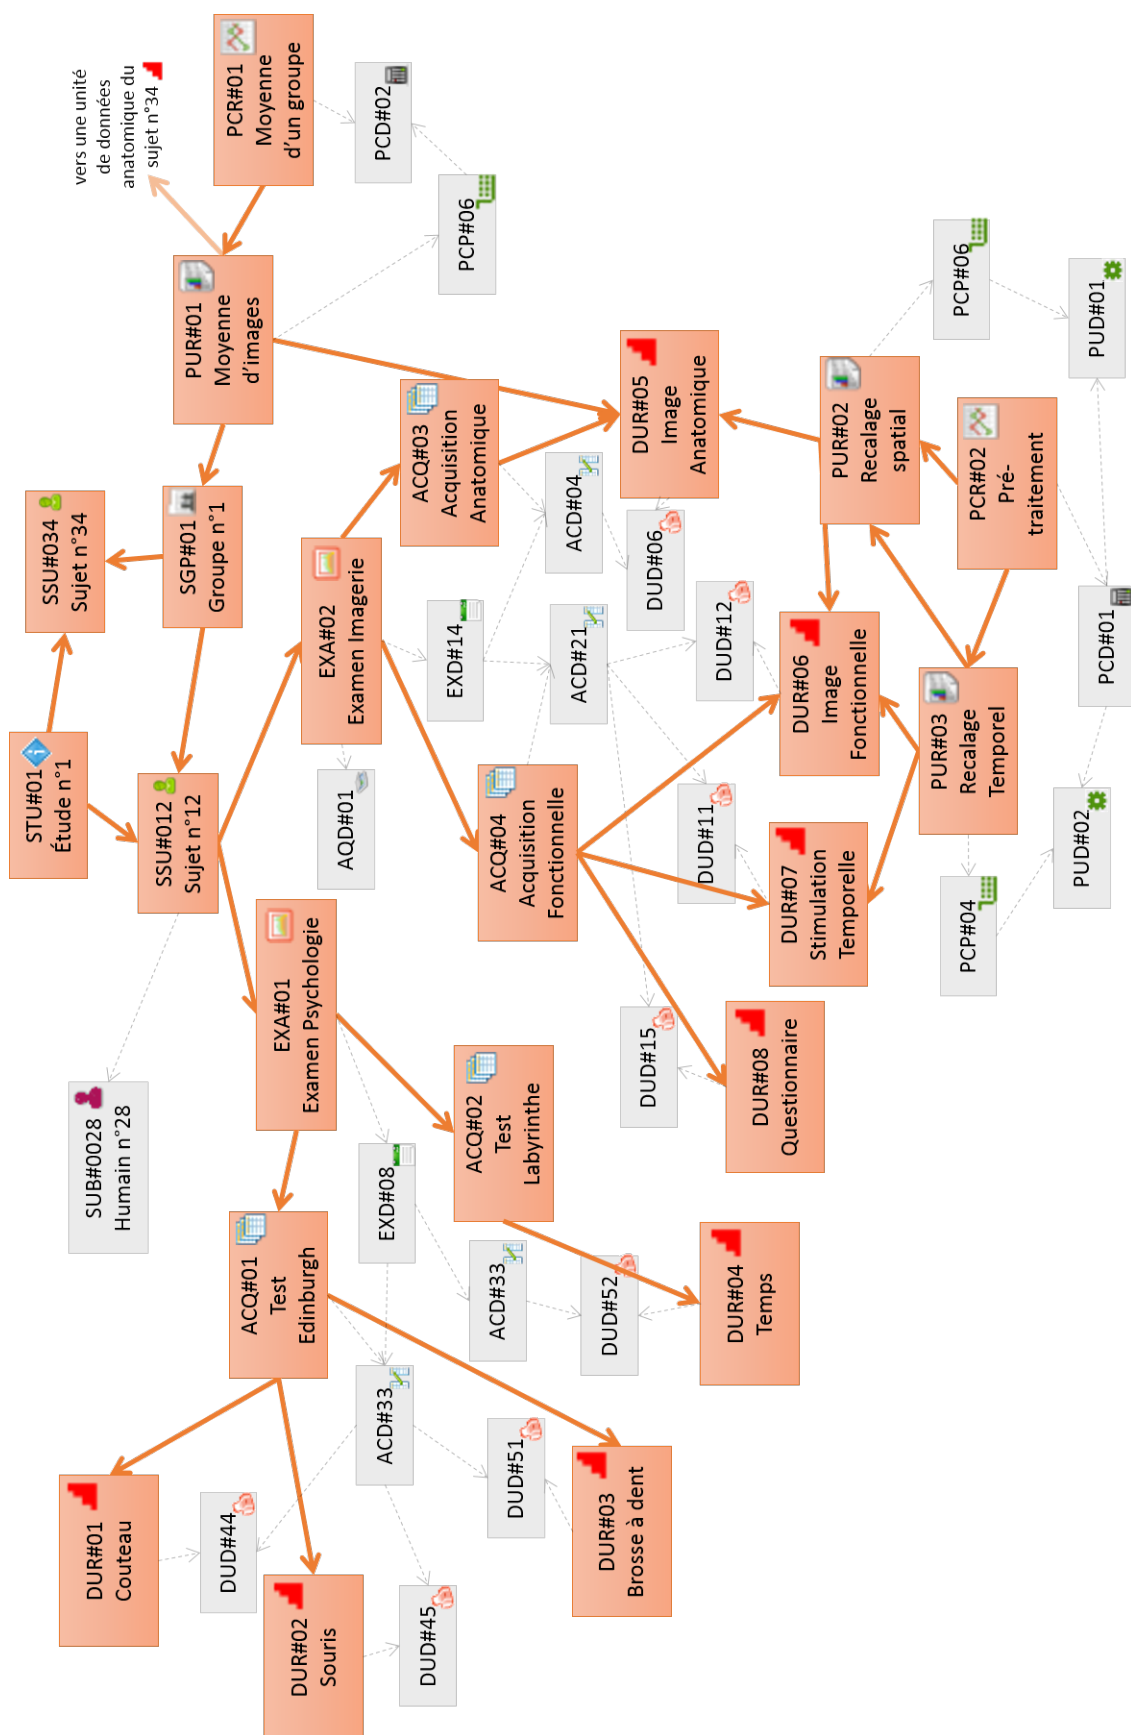 DUR#01
Couteau
DUD#44
DUR#02
Souris
DUD#45
ACQ#01
Test
Edinburgh
ACD#33
DUD#51
DUR#03
Brosse à dent
SUB#0028
Humain n°28
EXD#08
ACD#33
DUD#52
DUR#04
Temps
EXA#01
Examen Psychologie
ACQ#02
Test
Labyrinthe
DUD#15
DUR#08
Questionnaire
STU#01
Étude n°1
SSU#012
Sujet n°12
AQD#01
ACQ#04
Acquisition
Fonctionnelle
DUD#11
DUR#07
Stimulation
Temporelle
PCP#04
PUD#02
SSU#034
Sujet n°34
SGP#01
Groupe n°1
EXA#02
Examen Imagerie
EXD#14
ACD#21
DUD#12
DUR#06
Image
Fonctionnelle
PUR#03
Recalage
Temporel
PCD#01
ACQ#03
Acquisition
Anatomique
ACD#04
DUD#06
DUR#05
Image
Anatomique
PUR#02
Recalage
spatial
PCR#02
Pré-
traitement
PCP#06
PUD#01
vers une unité
de données
anatomique du
sujet n°34
PUR#01
Moyenne
d'images
PCR#01
Moyenne
d'un groupe
PCD#02
PCP#06